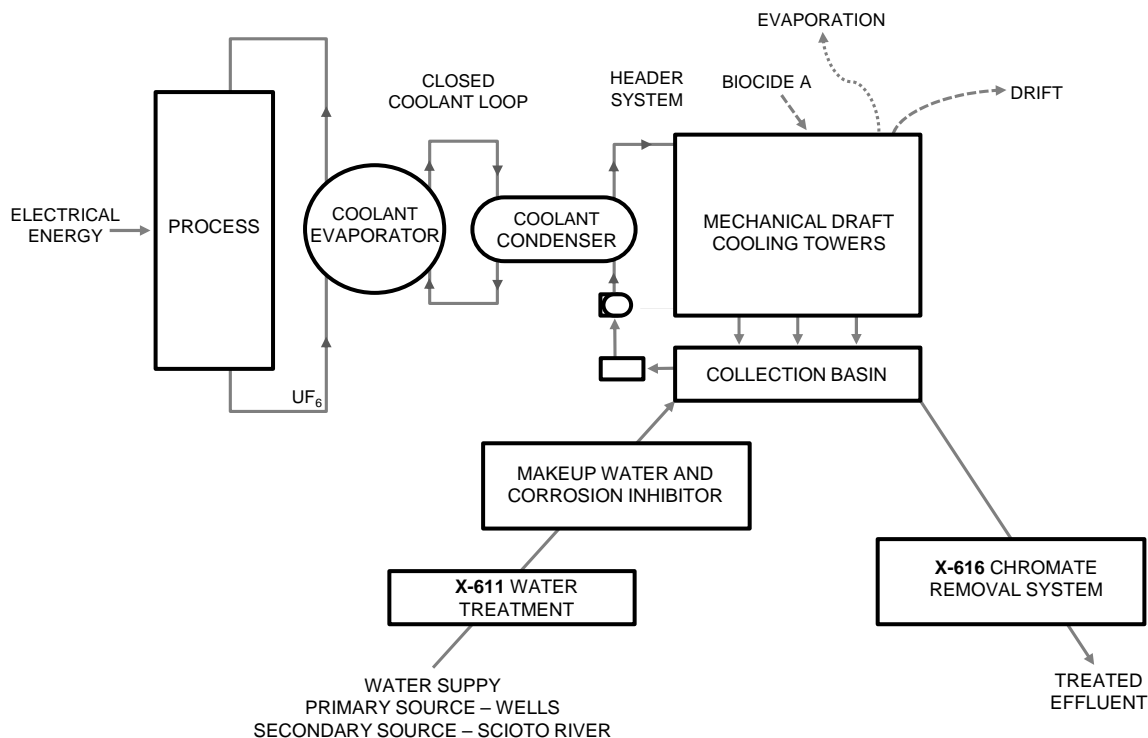 EVAPORATION
CLOSED
COOLANT LOOP
HEADER
SYSTEM
BIOCIDE A
DRIFT
ELECTRICAL
ENERGY
PROCESS
COOLANT
EVAPORATOR
COOLANT
CONDENSER
MECHANICAL DRAFT
COOLING TOWERS
UF₆
COLLECTION BASIN
MAKEUP WATER AND
CORROSION INHIBITOR
X-611 WATER
TREATMENT
X-616 CHROMATE
REMOVAL SYSTEM
WATER SUPPY
PRIMARY SOURCE – WELLS
SECONDARY SOURCE – SCIOTO RIVER
TREATED
EFFLUENT